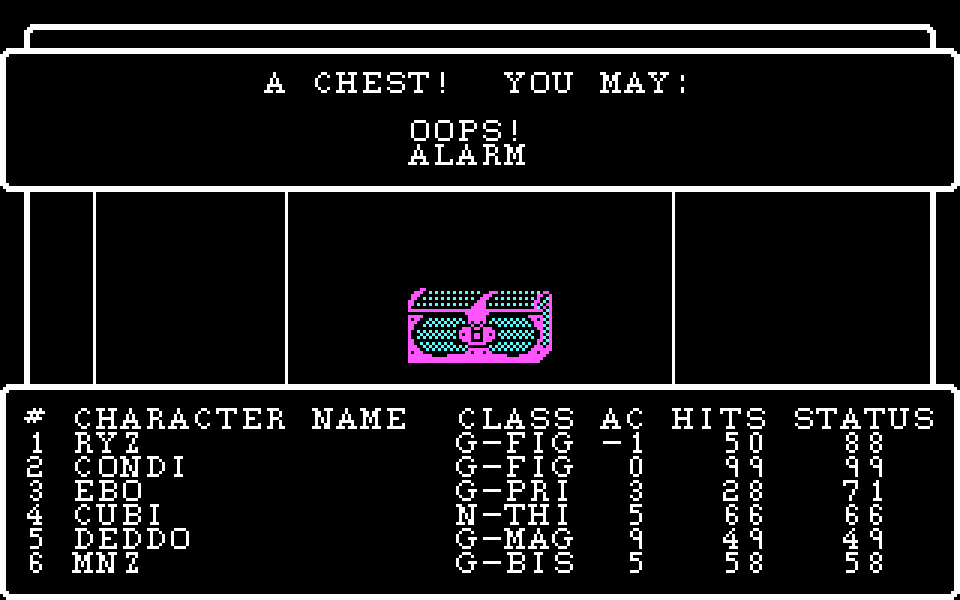 A CHEST! YOU MAY:
OOPS!
ALARM
# CHARACTER NAME CLASS AC HITS STATUS
1 RYZ G-FIG -1 50 88
2 CONDI G-FIG 0 99 99
3 EBO G-PRI 3 28 71
4 CUBI N-THI 5 66 66
5 DEDDO G-MAG 9 49 49
6 MNZ G-BIS 5 58 58